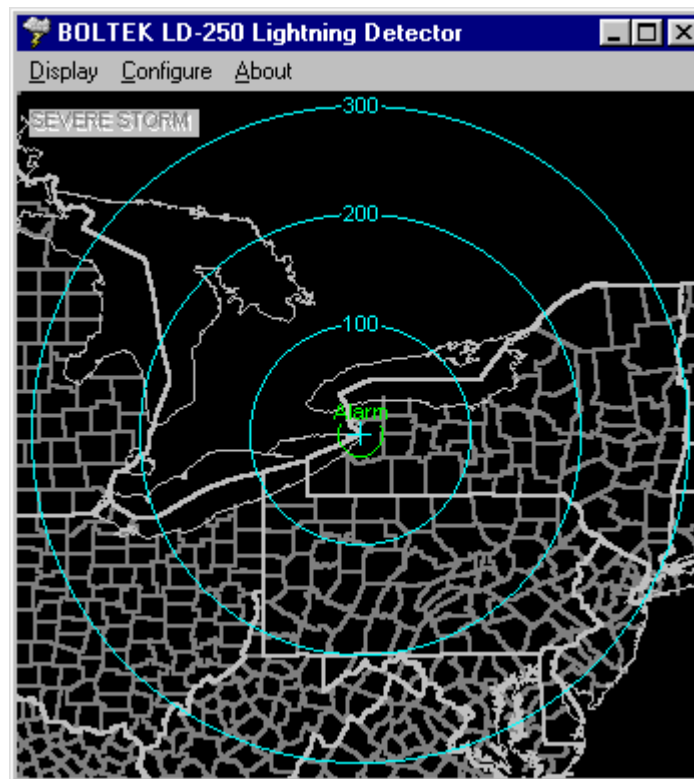 BOLTEK LD-250 Lightning Detector
Display Configure About
300
SEVERE STORM
200
100
Alarm